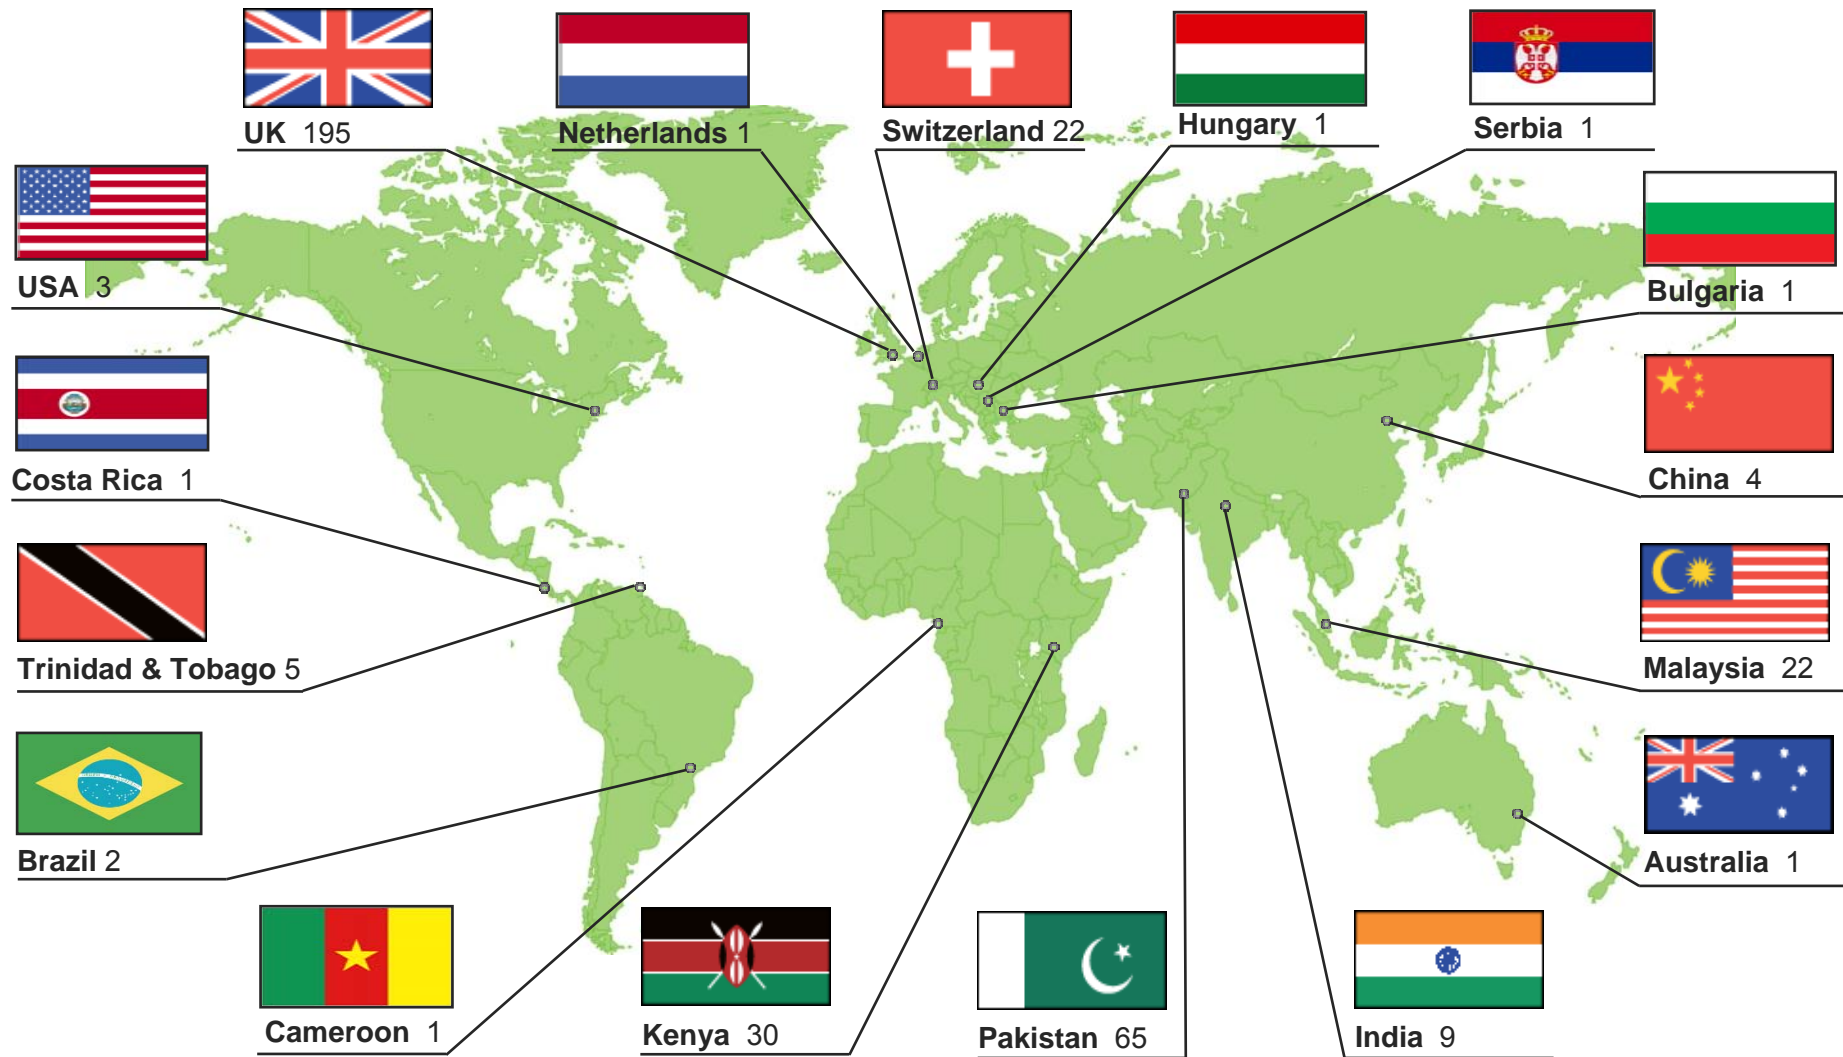 UK 195
Netherlands 1
Switzerland 22
Hungary 1
Serbia 1
USA 3
Bulgaria 1
Costa Rica 1
China 4
Trinidad & Tobago 5
Malaysia 22
Brazil 2
Australia 1
Cameroon 1
Kenya 30
Pakistan 65
India 9